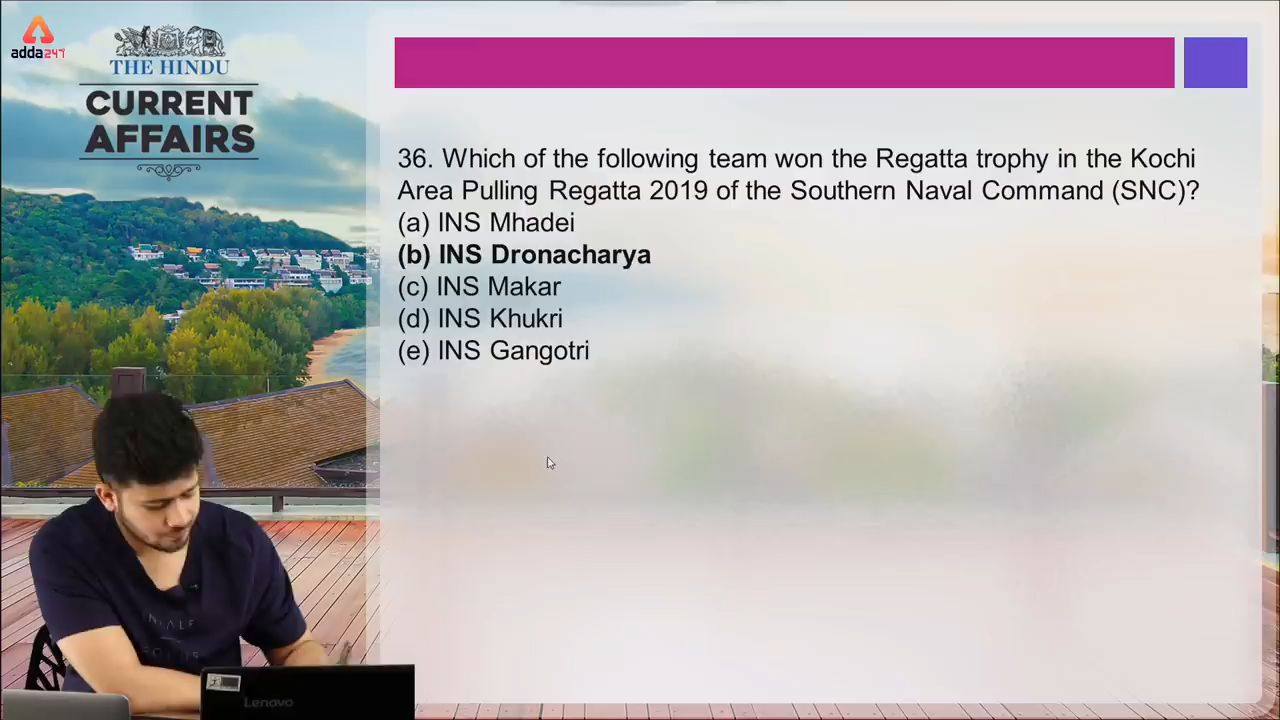 adda247
THE HINDU
CURRENT
AFFAIRS
36. Which of the following team won the Regatta trophy in the Kochi
Area Pulling Regatta 2019 of the Southern Naval Command (SNC)?
(a) INS Mhadei
(b) INS Dronacharya
(c) INS Makar
(d) INS Khukri
(e) INS Gangotri
Lenovo